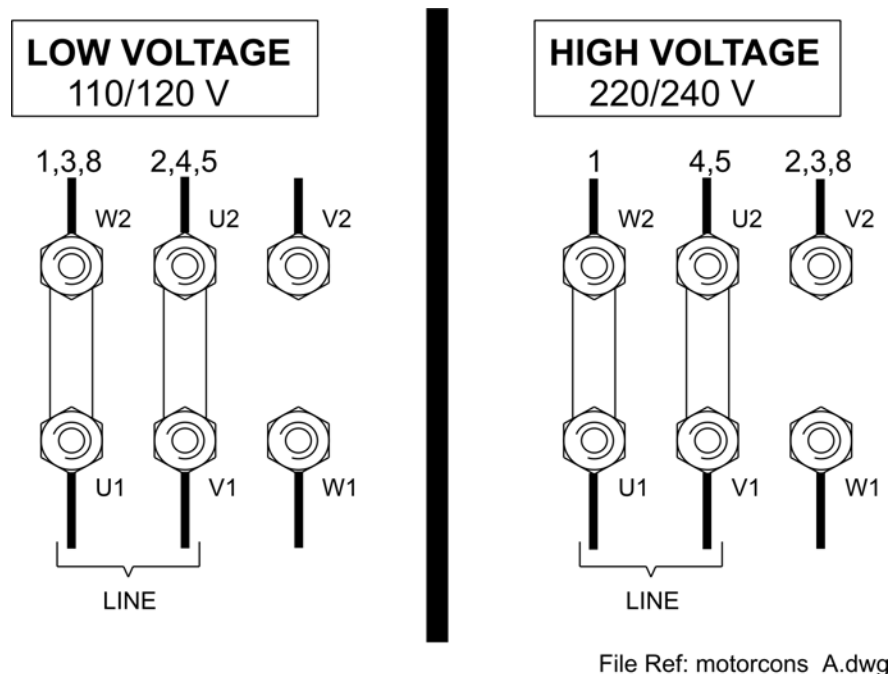 LOW VOLTAGE
110/120 V
1,3,8 2,4,5
W2 U2 V2
U1 V1 W1
LINE
HIGH VOLTAGE
220/240 V
1 4,5 2,3,8
W2 U2 V2
U1 V1 W1
LINE
File Ref: motorcons_A.dwg